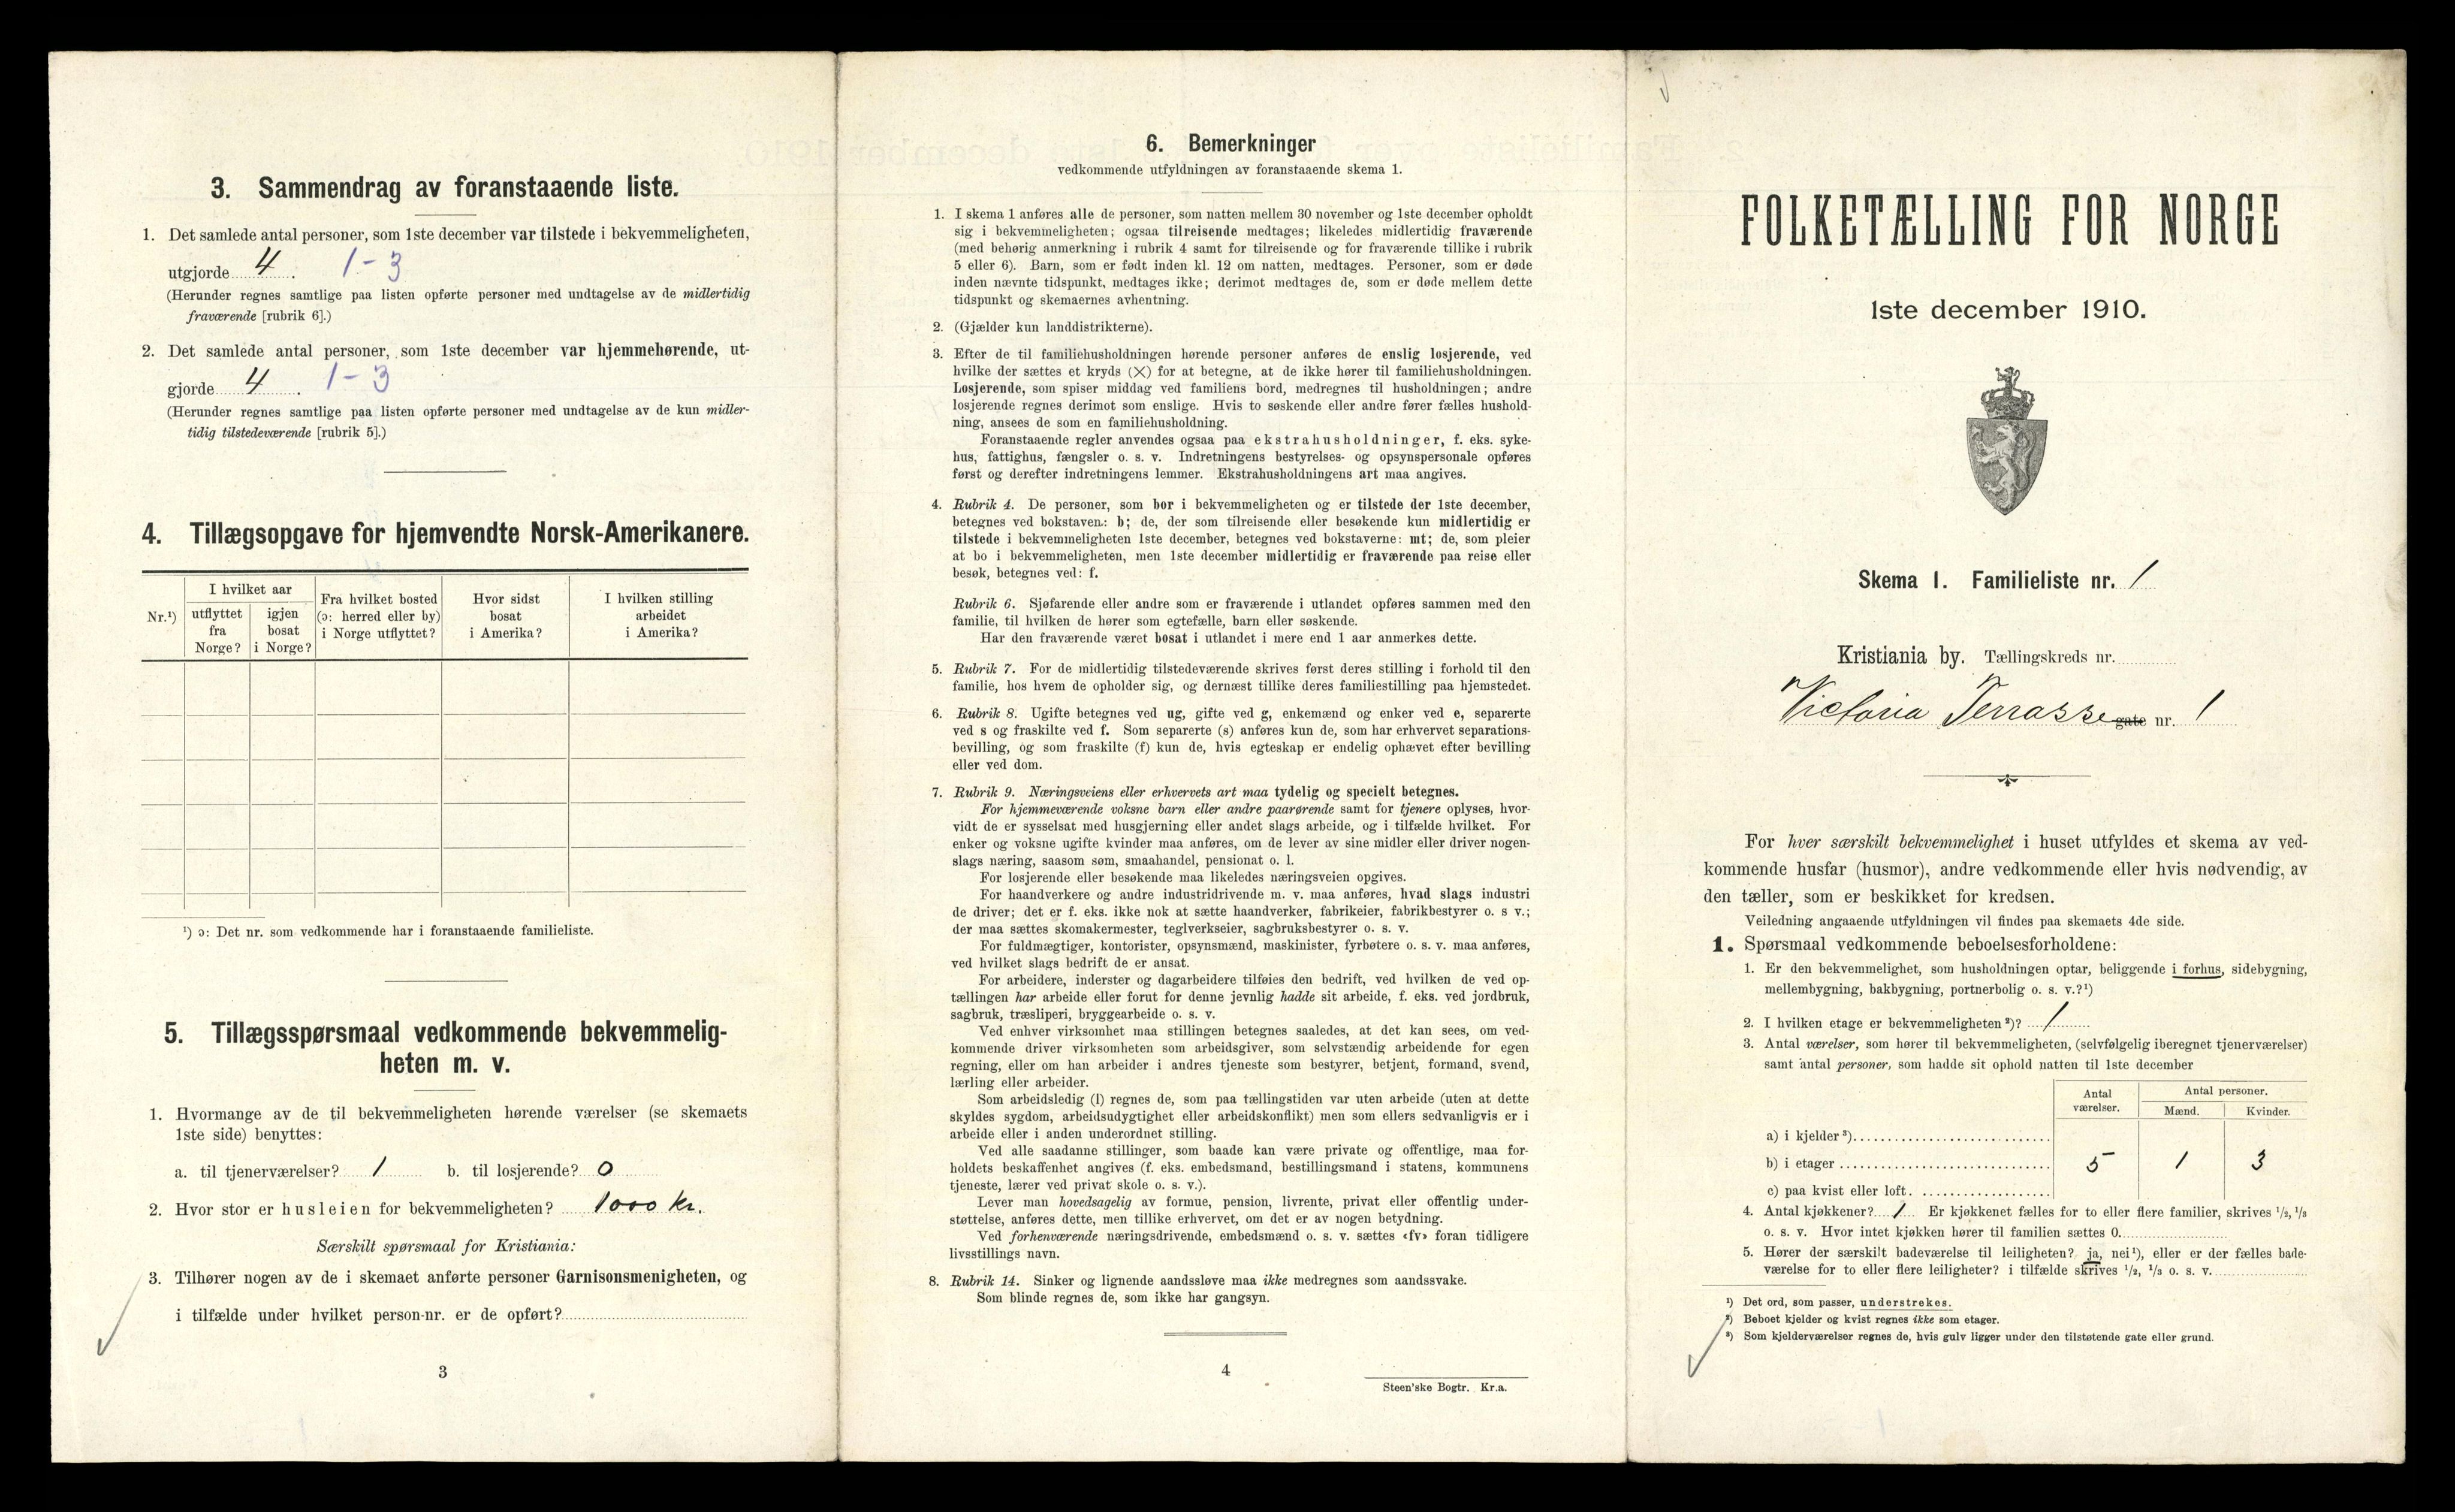 3. Sammendrag av foranstaaende liste.
1. Det samlede antal personer, som 1ste december var tilstede i bekvemmeligheten,
utgjorde 4. 1-3
(Herunder regnes samtlige paa listen opførte personer med undtagelse av de midlertidig
fraværende [rubrik 6].)
2. Det samlede antal personer, som 1ste december var hjemmehørende, ut-
gjorde 4. 1-3
(Herunder regnes samtlige paa listen opførte personer med undtagelse av de kun midler-
tidig tilstedeværende [rubrik 5].)
4. Tillægsopgave for hjemvendte Norsk-Amerikanere.
Nr.¹)
I hvilket aar
utflyttet fra Norge?
igjen bosat i Norge?
Fra hvilket bosted (ɔ: herred eller by) i Norge utflyttet?
Hvor sidst bosat i Amerika?
I hvilken stilling arbeidet i Amerika?
¹) ɔ: Det nr. som vedkommende har i foranstaaende familieliste.
5. Tillægsspørsmaal vedkommende bekvemmelig-
heten m. v.
1. Hvormange av de til bekvemmeligheten hørende værelser (se skemaets
1ste side) benyttes:
a. til tjenerværelser? 1 b. til losjerende? 0
2. Hvor stor er husleien for bekvemmeligheten? 1000 kr.
Særskilt spørsmaal for Kristiania:
3. Tilhører nogen av de i skemaet anførte personer Garnisonsmenigheten, og
i tilfælde under hvilket person-nr. er de opført?
3
6. Bemerkninger
vedkommende utfyldningen av foranstaaende skema 1.
1. I skema 1 anføres alle de personer, som natten mellem 30 november og 1ste december opholdt
sig i bekvemmeligheten; ogsaa tilreisende medtages; likeledes midlertidig fraværende
(med behørig anmerkning i rubrik 4 samt for tilreisende og for fraværende tillike i rubrik
5 eller 6). Barn, som er født inden kl. 12 om natten, medtages. Personer, som er døde
inden nævnte tidspunkt, medtages ikke; derimot medtages de, som er døde mellem dette
tidspunkt og skemaernes avhentning.
2. (Gjælder kun landdistrikterne).
3. Efter de til familiehusholdningen hørende personer anføres de enslig losjerende, ved
hvilke der sættes et kryds (✕) for at betegne, at de ikke hører til familiehusholdningen.
Losjerende, som spiser middag ved familiens bord, medregnes til husholdningen; andre
losjerende regnes derimot som enslige. Hvis to søskende eller andre fører fælles hushold-
ning, ansees de som en familiehusholdning.
Foranstaaende regler anvendes ogsaa paa ekstrahusholdninger, f. eks. syke-
hus, fattighus, fængsler o. s. v. Indretningens bestyrelses- og opsynspersonale opføres
først og derefter indretningens lemmer. Ekstrahusholdningens art maa angives.
4. Rubrik 4. De personer, som bor i bekvemmeligheten og er tilstede der 1ste december,
betegnes ved bokstaven: b; de, der som tilreisende eller besøkende kun midlertidig er
tilstede i bekvemmeligheten 1ste december, betegnes ved bokstaverne: mt; de, som pleier
at bo i bekvemmeligheten, men 1ste december midlertidig er fraværende paa reise eller
besøk, betegnes ved: f.
Rubrik 6. Sjøfarende eller andre som er fraværende i utlandet opføres sammen med den
familie, til hvilken de hører som egtefælle, barn eller søskende.
Har den fraværende været bosat i utlandet i mere end 1 aar anmerkes dette.
5. Rubrik 7. For de midlertidig tilstedeværende skrives først deres stilling i forhold til den
familie, hos hvem de opholder sig, og dernæst tillike deres familiestilling paa hjemstedet.
6. Rubrik 8. Ugifte betegnes ved ug, gifte ved g, enkemænd og enker ved e, separerte
ved s og fraskilte ved f. Som separerte (s) anføres kun de, som har erhvervet separations-
bevilling, og som fraskilte (f) kun de, hvis egteskap er endelig ophævet efter bevilling
eller ved dom.
7. Rubrik 9. Næringsveiens eller erhvervets art maa tydelig og specielt betegnes.
For hjemmeværende voksne barn eller andre paarørende samt for tjenere oplyses, hvor-
vidt de er sysselsat med husgjerning eller andet slags arbeide, og i tilfælde hvilket. For
enker og voksne ugifte kvinder maa anføres, om de lever av sine midler eller driver nogen-
slags næring, saasom søm, smaahandel, pensionat o. l.
For losjerende eller besøkende maa likeledes næringsveien opgives.
For haandverkere og andre industridrivende m. v. maa anføres, hvad slags industri
de driver; det er f. eks. ikke nok at sætte haandverker, fabrikeier, fabrikbestyrer o. s v.;
der maa sættes skomakermester, teglverkseier, sagbruksbestyrer o. s. v.
For fuldmægtiger, kontorister, opsynsmænd, maskinister, fyrbøtere o. s. v. maa anføres,
ved hvilket slags bedrift de er ansat.
For arbeidere, inderster og dagarbeidere tilføies den bedrift, ved hvilken de ved op-
tællingen har arbeide eller forut for denne jevnlig hadde sit arbeide, f. eks. ved jordbruk,
sagbruk, træsliperi, bryggearbeide o. s. v.
Ved enhver virksomhet maa stillingen betegnes saaledes, at det kan sees, om ved-
kommende driver virksomheten som arbeidsgiver, som selvstændig arbeidende for egen
regning, eller om han arbeider i andres tjeneste som bestyrer, betjent, formand, svend,
lærling eller arbeider.
Som arbeidsledig (l) regnes de, som paa tællingstiden var uten arbeide (uten at dette
skyldes sygdom, arbeidsudygtighet eller arbeidskonflikt) men som ellers sedvanligvis er i
arbeide eller i anden underordnet stilling.
Ved alle saadanne stillinger, som baade kan være private og offentlige, maa for-
holdets beskaffenhet angives (f. eks. embedsmand, bestillingsmand i statens, kommunens
tjeneste, lærer ved privat skole o. s. v.).
Lever man hovedsagelig av formue, pension, livrente, privat eller offentlig under-
støttelse, anføres dette, men tillike erhvervet, om det er av nogen betydning.
Ved forhenværende næringsdrivende, embedsmænd o. s. v. sættes «fv» foran tidligere
livsstillings navn.
8. Rubrik 14. Sinker og lignende aandssløve maa ikke medregnes som aandssvake.
Som blinde regnes de, som ikke har gangsyn.
4
Steen'ske Bogtr. Kr.a.
FOLKETÆLLING FOR NORGE
1ste december 1910.
Skema 1. Familieliste nr. 1
Kristiania by. Tællingskreds nr.
Victoria Terrasse gate nr. 1
For hver særskilt bekvemmelighet i huset utfyldes et skema av ved-
kommende husfar (husmor), andre vedkommende eller hvis nødvendig, av
den tæller, som er beskikket for kredsen.
Veiledning angaaende utfyldningen vil findes paa skemaets 4de side.
1. Spørsmaal vedkommende beboelsesforholdene:
1. Er den bekvemmelighet, som husholdningen optar, beliggende i forhus, sidebygning,
mellembygning, bakbygning, portnerbolig o. s. v.?¹)
2. I hvilken etage er bekvemmeligheten²)? 1
3. Antal værelser, som hører til bekvemmeligheten, (selvfølgelig iberegnet tjenerværelser)
samt antal personer, som hadde sit ophold natten til 1ste december
Antal værelser. Antal personer.
Mænd. Kvinder.
a) i kjelder³)
b) i etager 5 1 3
c) paa kvist eller loft.
4. Antal kjøkkener? 1 Er kjøkkenet fælles for to eller flere familier, skrives ¹/₂, ¹/₃
o. s. v. Hvor intet kjøkken hører til familien sættes 0.
5. Hører der særskilt badeværelse til leiligheten? ja, nei¹), eller er der fælles bade-
værelse for to eller flere leiligheter? i tilfælde skrives ¹/₂, ¹/₃ o. s. v.
¹) Det ord, som passer, understrekes.
²) Beboet kjelder og kvist regnes ikke som etager.
³) Som kjelderværelser regnes de, hvis gulv ligger under den tilstøtende gate eller grund.